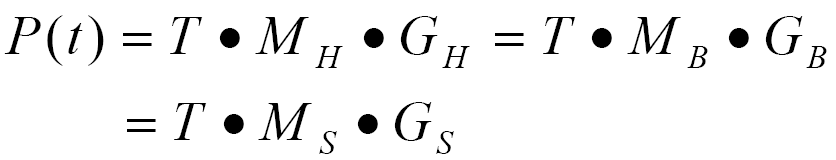 P(t) = T • M_H • G_H = T • M_B • G_B
= T • M_S • G_S